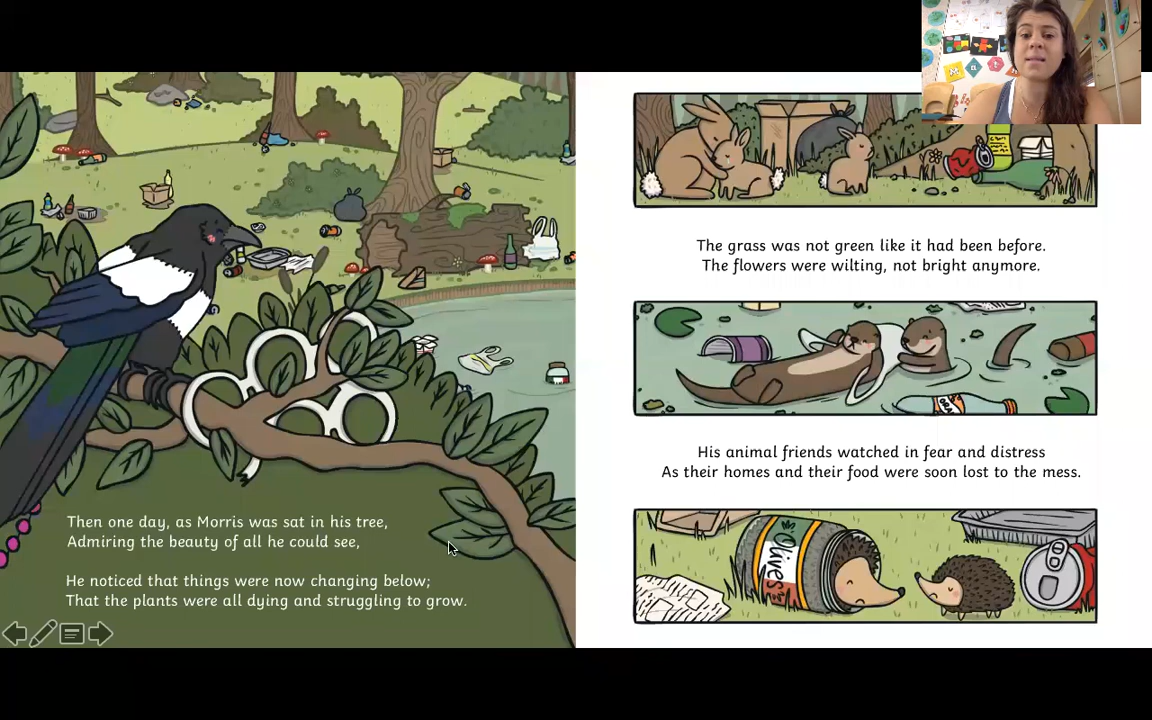 Then one day, as Morris was sat in his tree,
Admiring the beauty of all he could see,
He noticed that things were now changing below;
That the plants were all dying and struggling to grow.
The grass was not green like it had been before.
The flowers were wilting, not bright anymore.
His animal friends watched in fear and distress
As their homes and their food were soon lost to the mess.
Olives